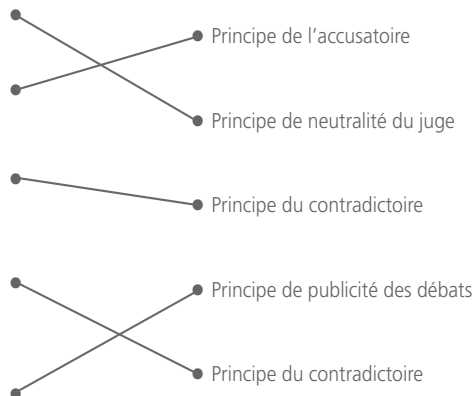 Principe de l'accusatoire
Principe de neutralité du juge
Principe du contradictoire
Principe de publicité des débats
Principe du contradictoire